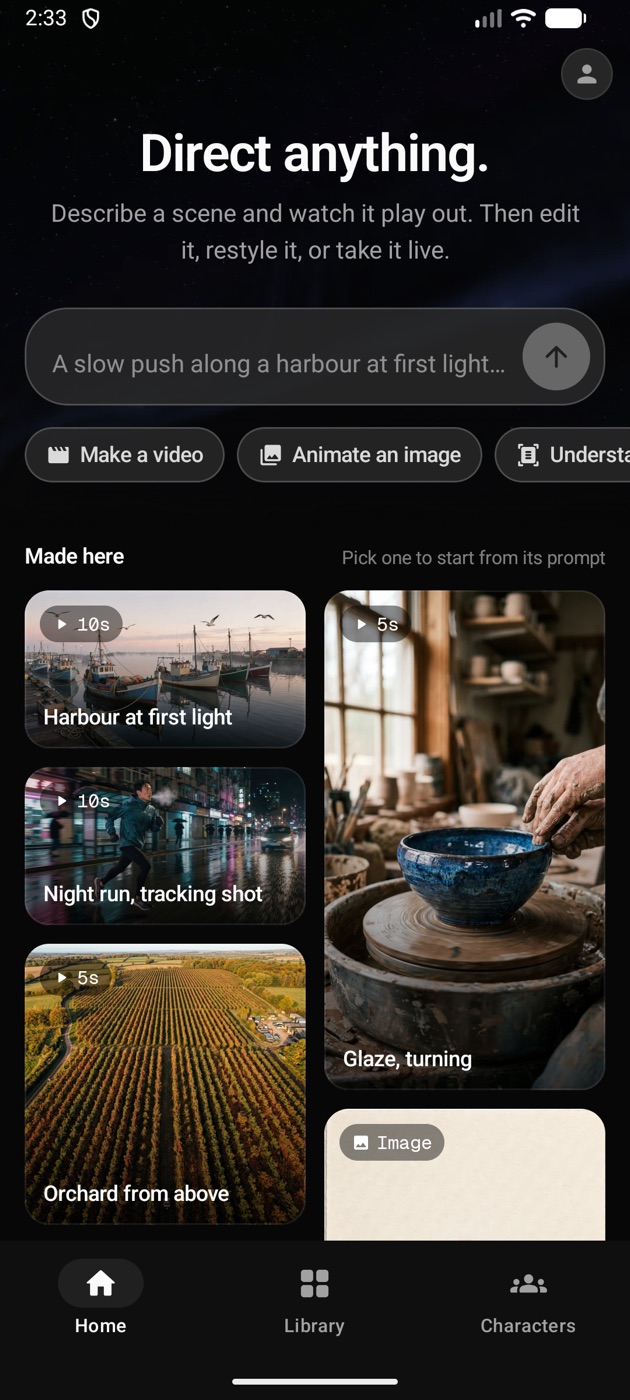 2:33
Direct anything.
Describe a scene and watch it play out. Then edit
it, restyle it, or take it live.
A slow push along a harbour at first light...
Make a video
Animate an image
Understa
Made here
Pick one to start from its prompt
10s
Harbour at first light
5s
Glaze, turning
10s
Night run, tracking shot
5s
Orchard from above
Image
Home
Library
Characters